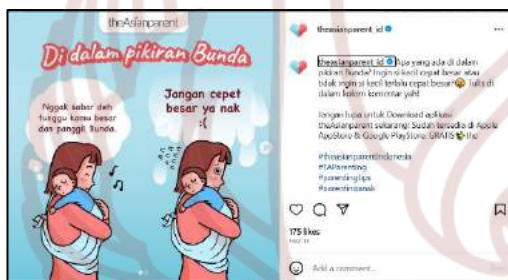 theAsianparent
Di dalam pikiran Bunda
Nggak sabar deh
tunggu kamu besar
dan panggil Bunda.
Jangan cepet
besar ya nak
:(
theasianparent_id
theasianparent_id Apa yang ada di dalam
pikiran Bunda? Ingin si kecil cepat besar atau
tidak ingin si kecil terlalu cepat besar? Tulis di
dalam kolom komentar yah!
Jangan lupa untuk Download aplikasi
theAsianparent sekarang! Sudah tersedia di Apple
AppStore & Google PlayStore. GRATIS
#theasianparentindonesia
#TAParenting
#parentingtips
#parentinganak
175 likes
Add a comment...